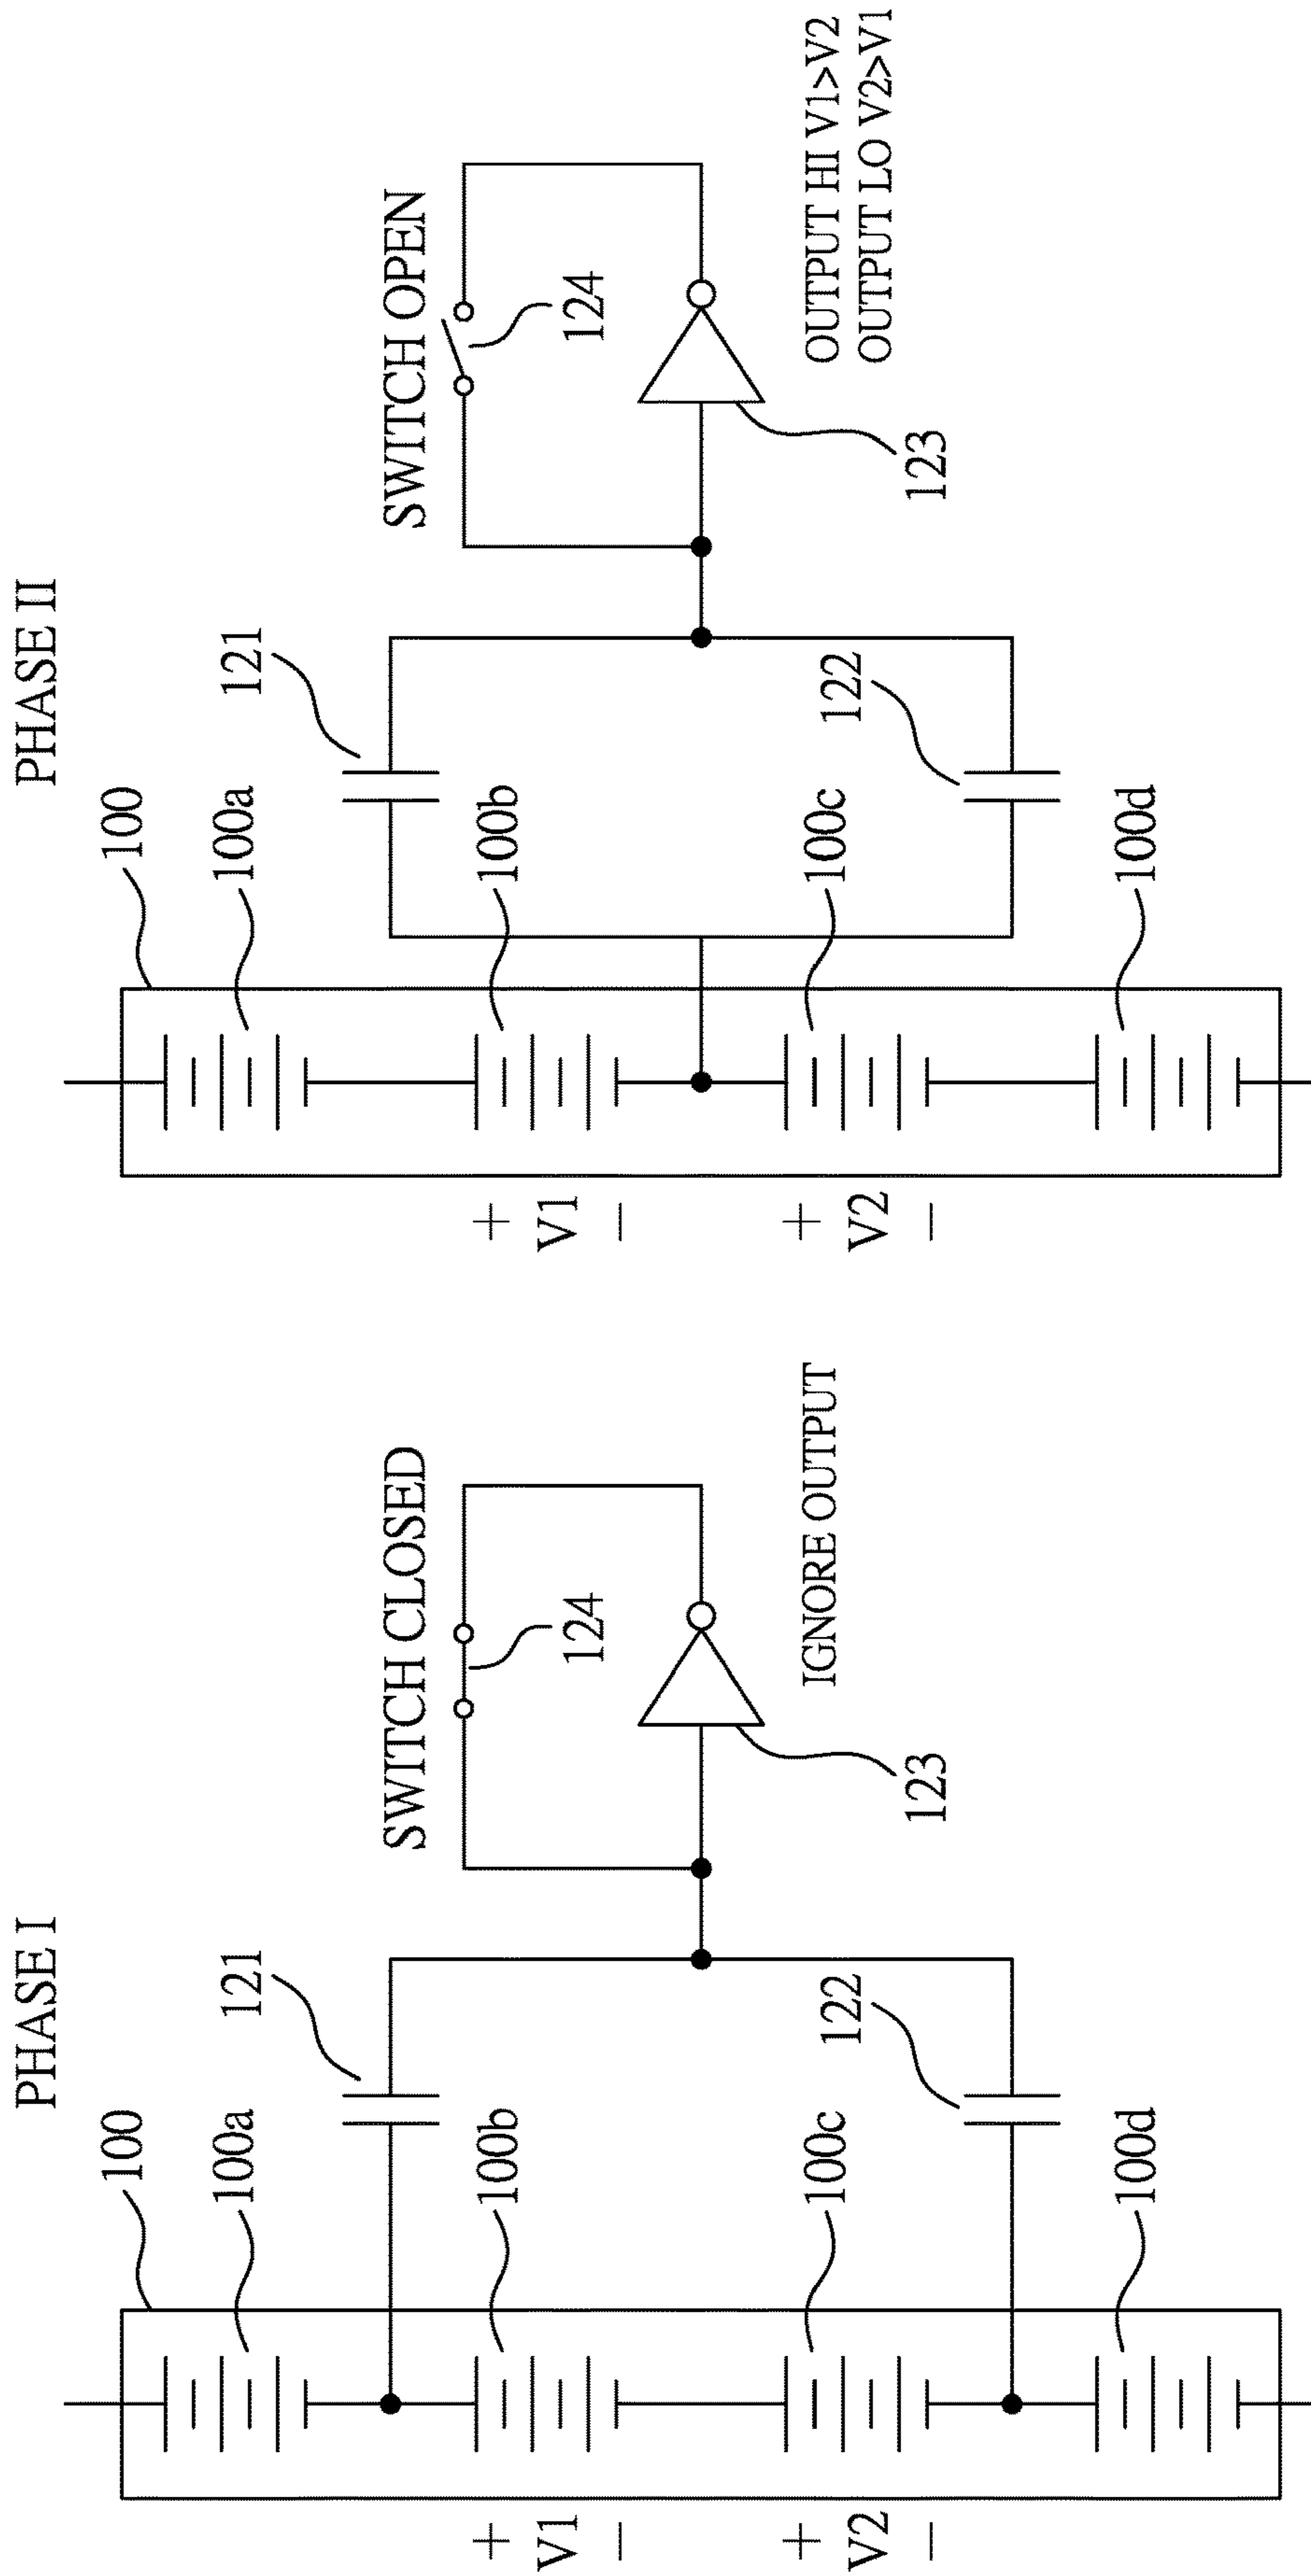 PHASE I
100
100a
121
SWITCH CLOSED
124
100b
+
V1
−
100c
+
V2
−
122
123
IGNORE OUTPUT
100d
PHASE II
100
100a
121
SWITCH OPEN
124
100b
+
V1
−
100c
+
V2
−
122
123
OUTPUT HI V1>V2
OUTPUT LO V2>V1
100d